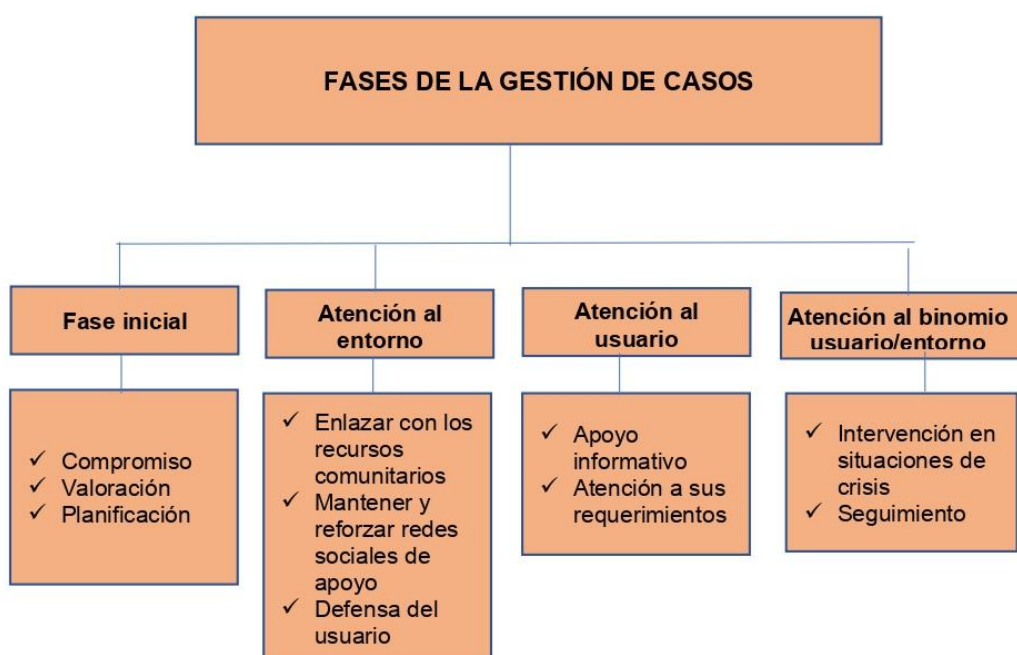 FASES DE LA GESTIÓN DE CASOS
Fase inicial
Atención al
entorno
Atención al
usuario
Atención al binomio
usuario/entorno
✓ Compromiso
✓ Valoración
✓ Planificación
✓ Enlazar con los
recursos
comunitarios
✓ Mantener y
reforzar redes
sociales de
apoyo
✓ Defensa del
usuario
✓ Apoyo
informativo
✓ Atención a sus
requerimientos
✓ Intervención en
situaciones de
crisis
✓ Seguimiento